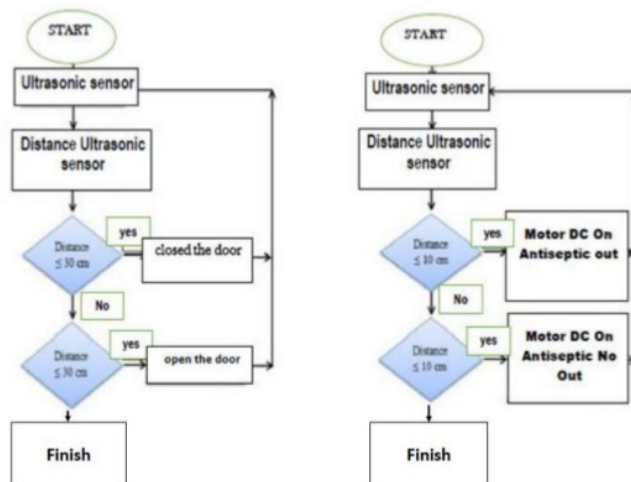 START
Ultrasonic sensor
Distance Ultrasonic
sensor
yes
Distance
≤ 30 cm
closed the door
No
yes
Distance
≤ 30 cm
open the door
Finish
START
Ultrasonic sensor
Distance Ultrasonic
sensor
yes
Distance
≤ 10 cm
Motor DC On
Antiseptic out
No
yes
Distance
≤ 10 cm
Motor DC On
Antiseptic No
Out
Finish